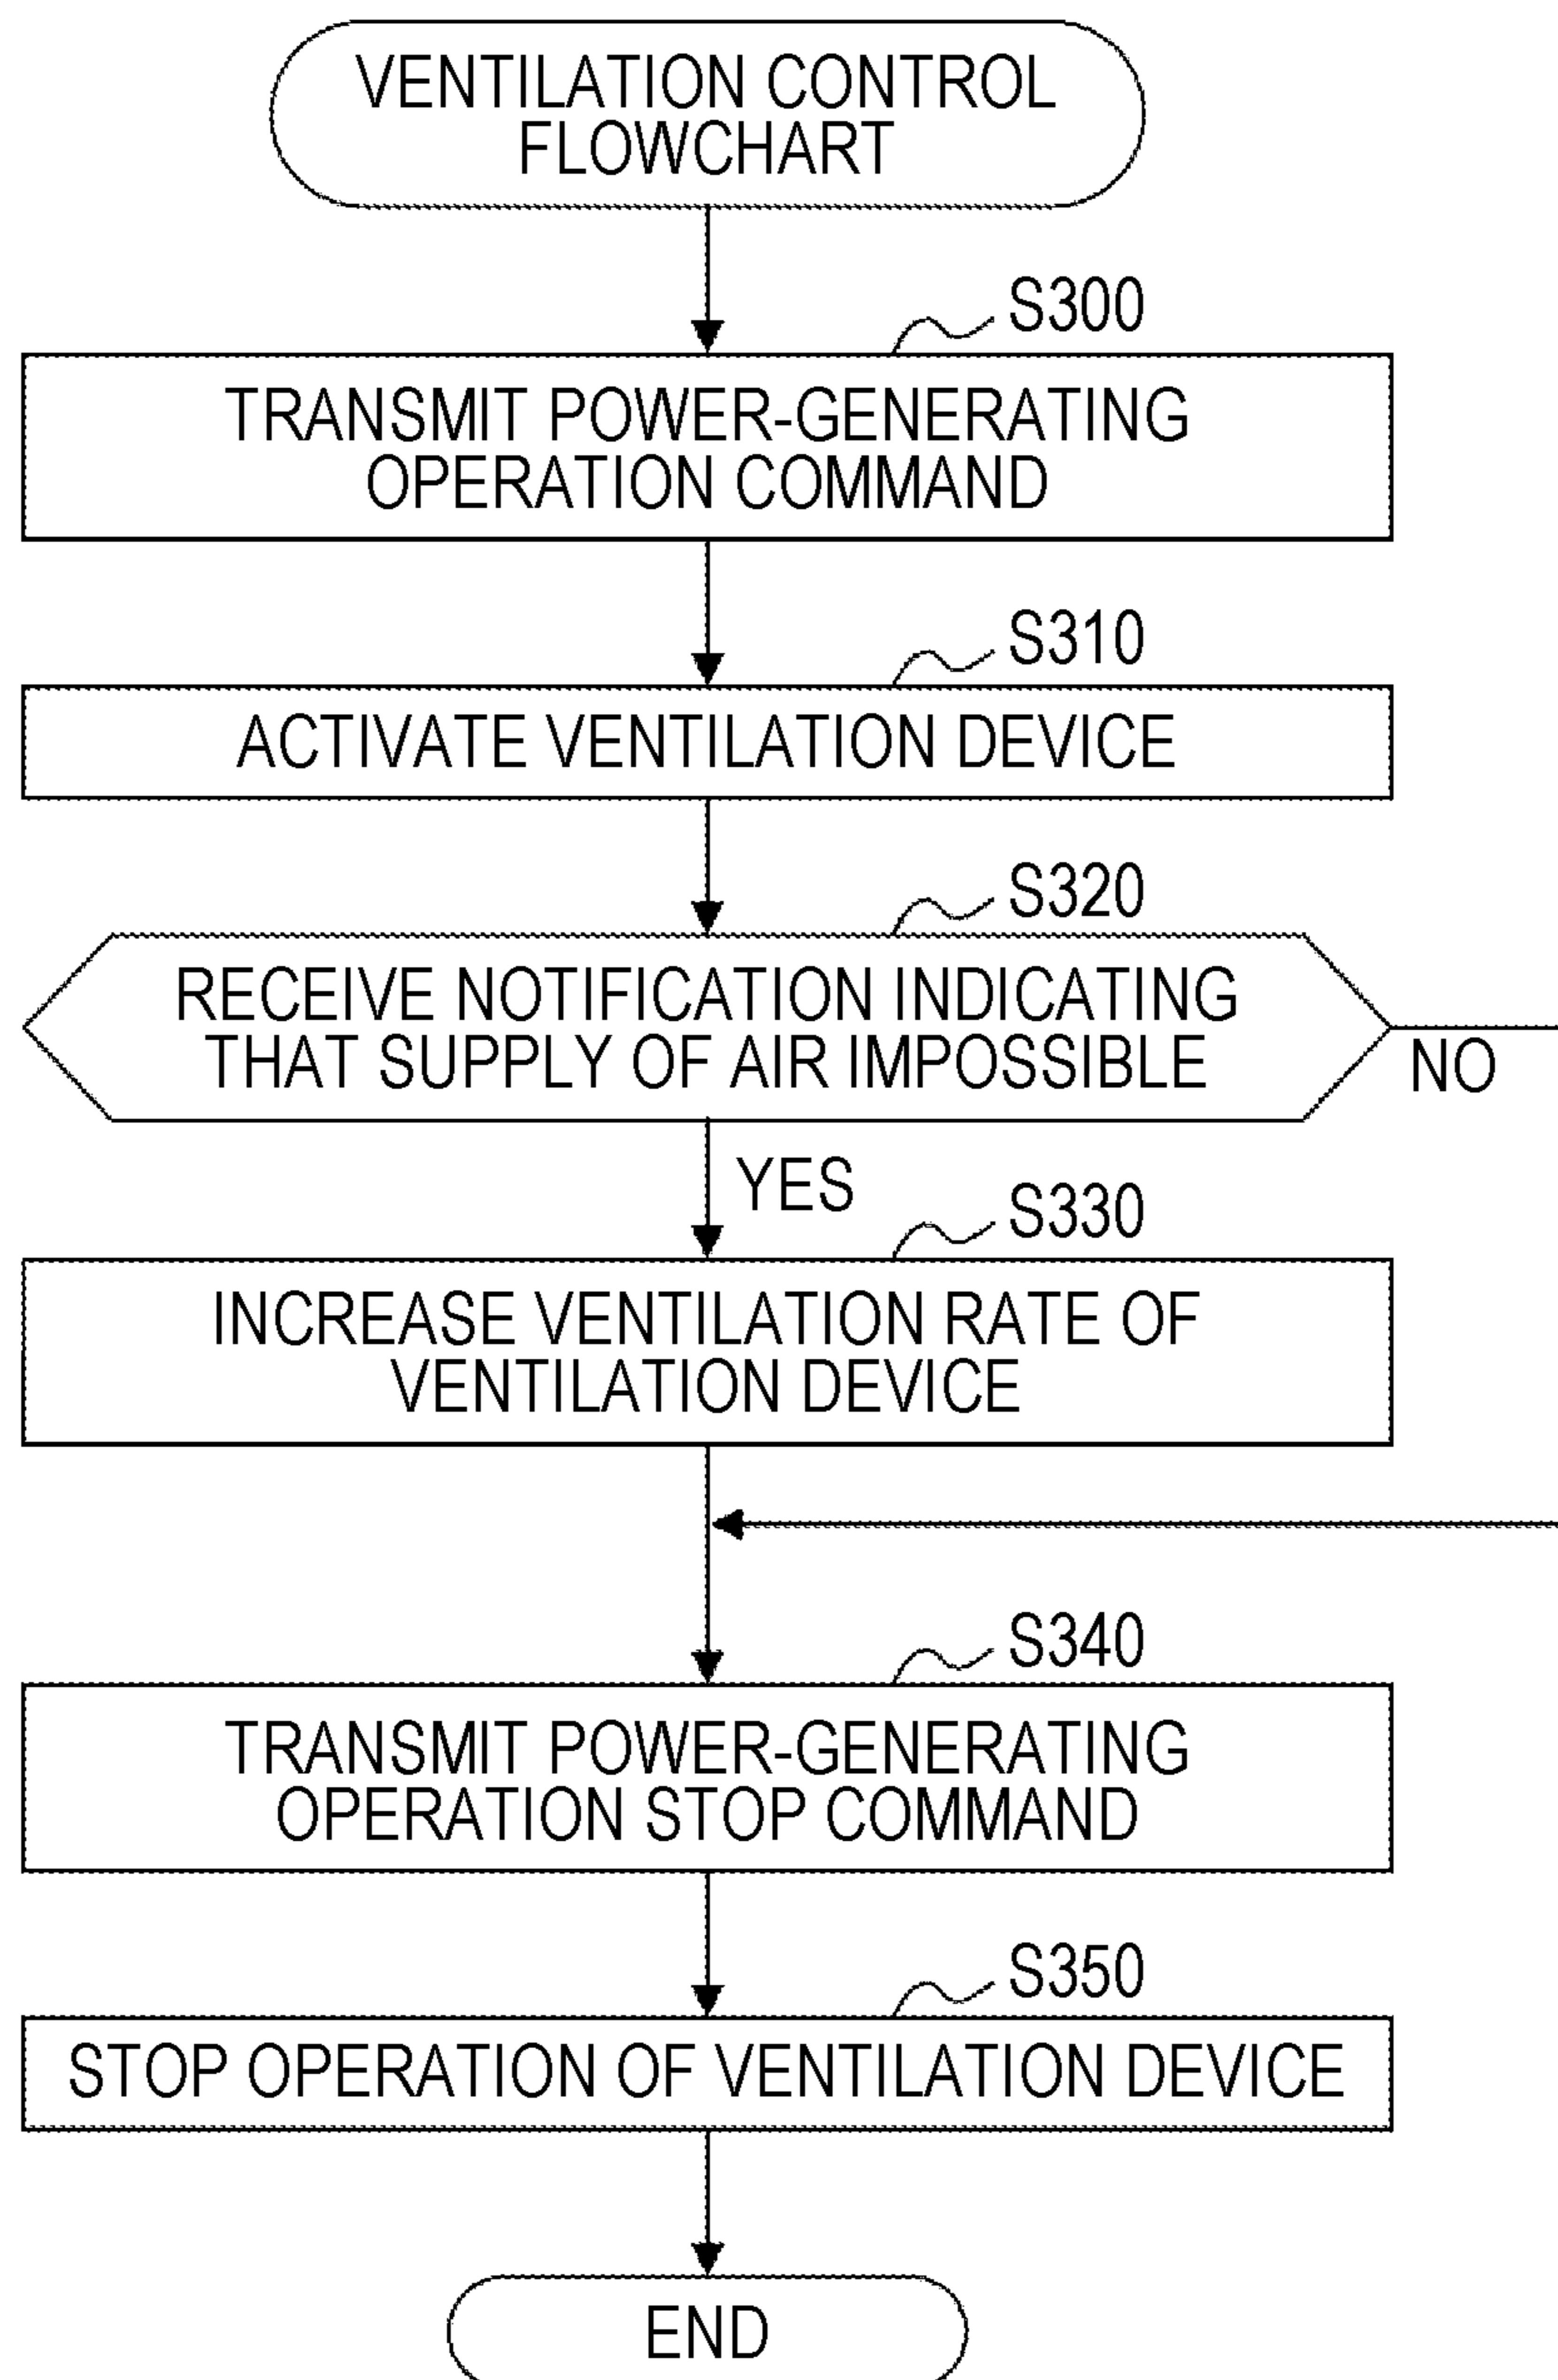 VENTILATION CONTROL
FLOWCHART
S300
TRANSMIT POWER-GENERATING
OPERATION COMMAND
S310
ACTIVATE VENTILATION DEVICE
S320
RECEIVE NOTIFICATION INDICATING
THAT SUPPLY OF AIR IMPOSSIBLE
NO
YES
S330
INCREASE VENTILATION RATE OF
VENTILATION DEVICE
S340
TRANSMIT POWER-GENERATING
OPERATION STOP COMMAND
S350
STOP OPERATION OF VENTILATION DEVICE
END